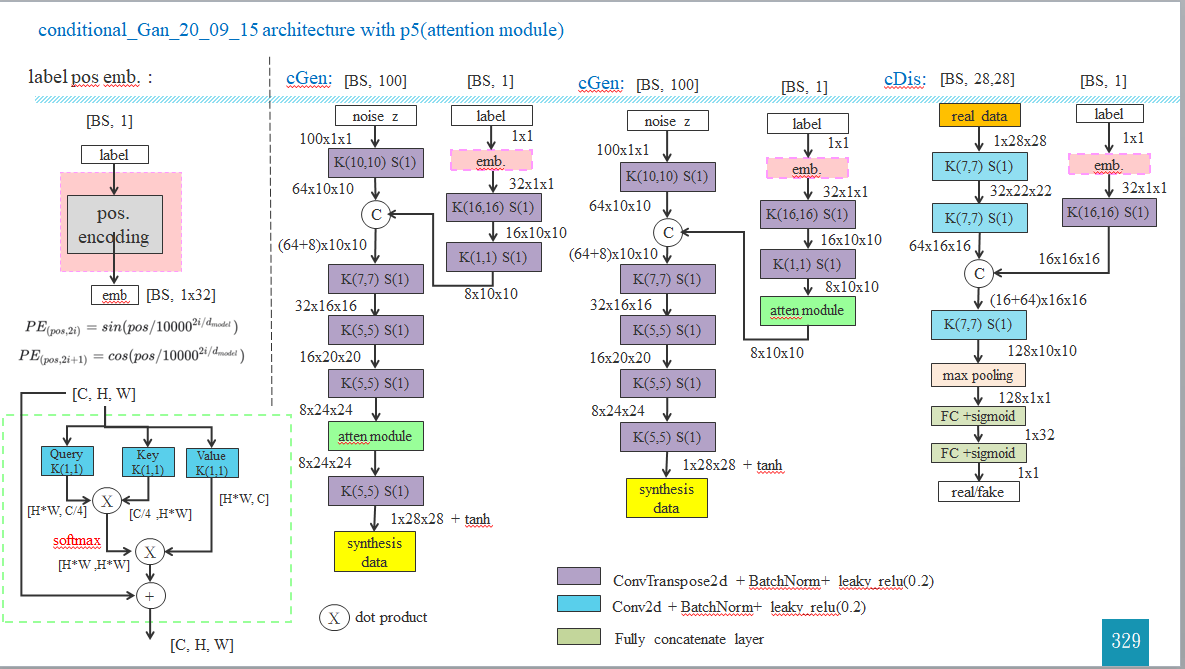 conditional_Gan_20_09_15 architecture with p5(attention module)
label pos emb. :
[BS, 1]
label
pos.
encoding
emb
[BS, 1x32]
PE(pos,2i) = sin(pos/10000^2i/dmodel)
PE(pos,2i+1) = cos(pos/10000^2i/dmodel)
[C, H, W]
Query
K(1,1)
Key
K(1,1)
Value
K(1,1)
X
[H*W, C/4]
[C/4 ,H*W]
[H*W, C]
softmax
[H*W ,H*W]
X
+
[C, H, W]
cGen:
[BS, 100]
[BS, 1]
noise z
label
100x1x1
1x1
K(10,10) S(1)
emb.
64x10x10
32x1x1
C
K(16,16) S(1)
16x10x10
(64+8)x10x10
K(1,1) S(1)
K(7,7) S(1)
8x10x10
32x16x16
K(5,5) S(1)
16x20x20
K(5,5) S(1)
8x24x24
atten module
8x24x24
K(5,5) S(1)
1x28x28 + tanh
synthesis
data
X
dot product
cGen:
[BS, 100]
[BS, 1]
noise z
label
100x1x1
1x1
K(10,10) S(1)
emb.
64x10x10
32x1x1
K(16,16) S(1)
C
16x10x10
(64+8)x10x10
K(1,1) S(1)
K(7,7) S(1)
8x10x10
32x16x16
atten module
K(5,5) S(1)
8x10x10
16x20x20
K(5,5) S(1)
8x24x24
K(5,5) S(1)
1x28x28 + tanh
synthesis
data
cDis:
[BS, 28,28]
[BS, 1]
real data
label
1x28x28
1x1
K(7,7) S(1)
emb.
32x22x22
32x1x1
K(7,7) S(1)
K(16,16) S(1)
64x16x16
16x16x16
C
(16+64)x16x16
K(7,7) S(1)
128x10x10
max pooling
128x1x1
FC +sigmoid
1x32
FC +sigmoid
1x1
real/fake
ConvTranspose2d + BatchNorm+ leaky_relu(0.2)
Conv2d + BatchNorm+ leaky_relu(0.2)
Fully concatenate layer
329